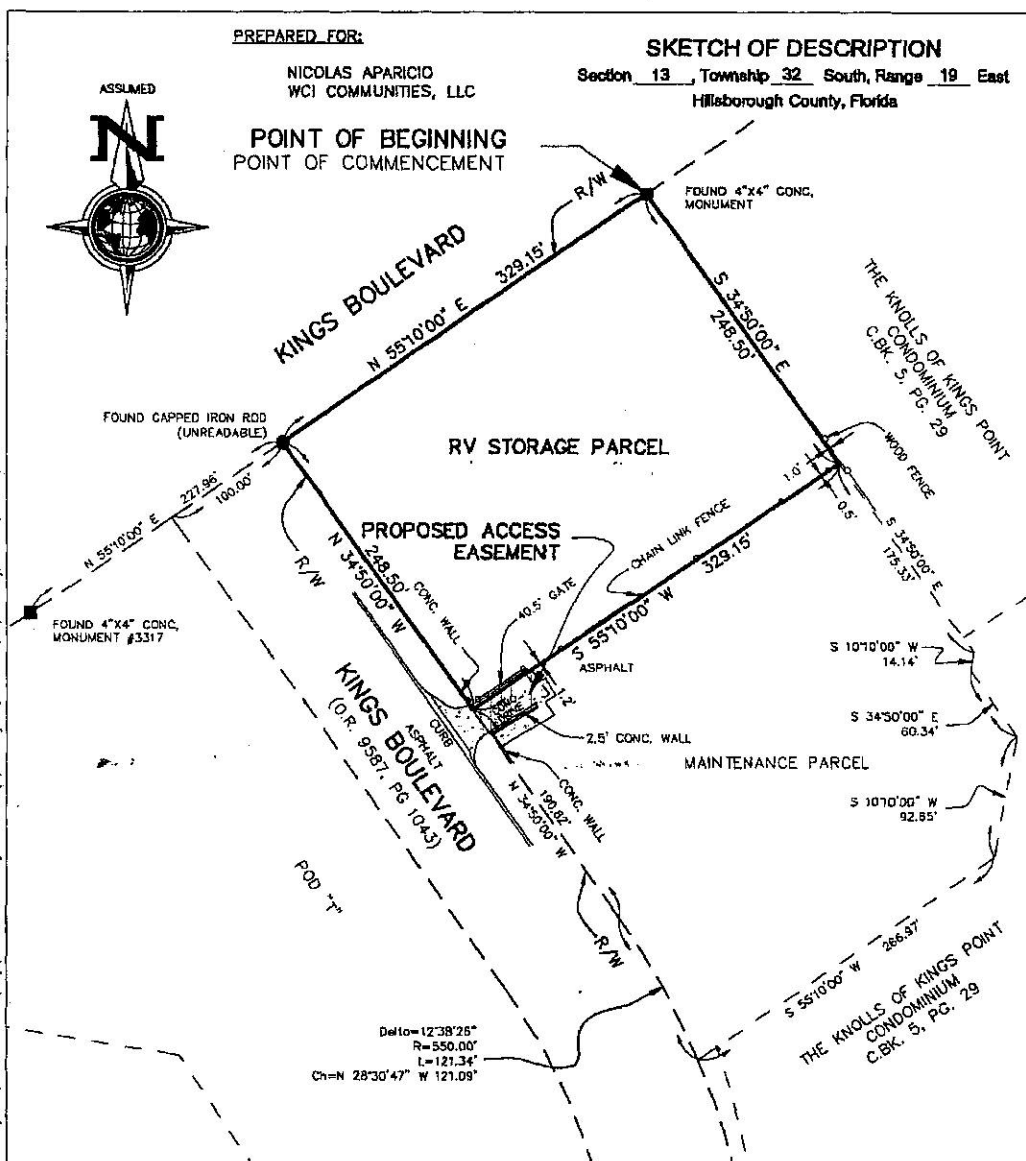 PREPARED FOR:
NICOLAS APARICIO
WCI COMMUNITIES, LLC
SKETCH OF DESCRIPTION
Section 13 , Township 32 South, Range 19 East
Hillsborough County, Florida
ASSUMED
N
POINT OF BEGINNING
POINT OF COMMENCEMENT
R/W
FOUND 4"X4" CONC,
MONUMENT
KINGS BOULEVARD
N 55°10'00" E 329.15'
S 34°50'00" E
248.50'
THE KNOLLS OF KINGS POINT
CONDOMINIUM
C.BK. 5, PG. 29
FOUND CAPPED IRON ROD
(UNREADABLE)
RV STORAGE PARCEL
WOOD FENCE
1.0'
0.5'
227.96'
100.00'
N 55°10'00" E
R/W
N 34°50'00" W
248.50'
CONC. WALL
PROPOSED ACCESS
EASEMENT
CHAIN LINK FENCE
329.15'
S 55°10'00" W
40.5' GATE
S 34°50'00" E
175.33'
FOUND 4"X4" CONC,
MONUMENT #3317
ASPHALT
1.2'
S 10°10'00" W
14.14'
KINGS BOULEVARD
(O.R. 9587, PG 1043)
ASPHALT
CURB
2.5' CONC. WALL
S 34°50'00" E
60.34'
MAINTENANCE PARCEL
CONC. WALL
190.82'
N 34°50'00" W
S 10°10'00" W
92.85'
POD "T"
R/W
S 55°10'00" W 266.97'
THE KNOLLS OF KINGS POINT
CONDOMINIUM
C.BK. 5, PG. 29
Delta=12°38'26"
R=550.00'
L=121.34'
Ch=N 28°30'47" W 121.09'